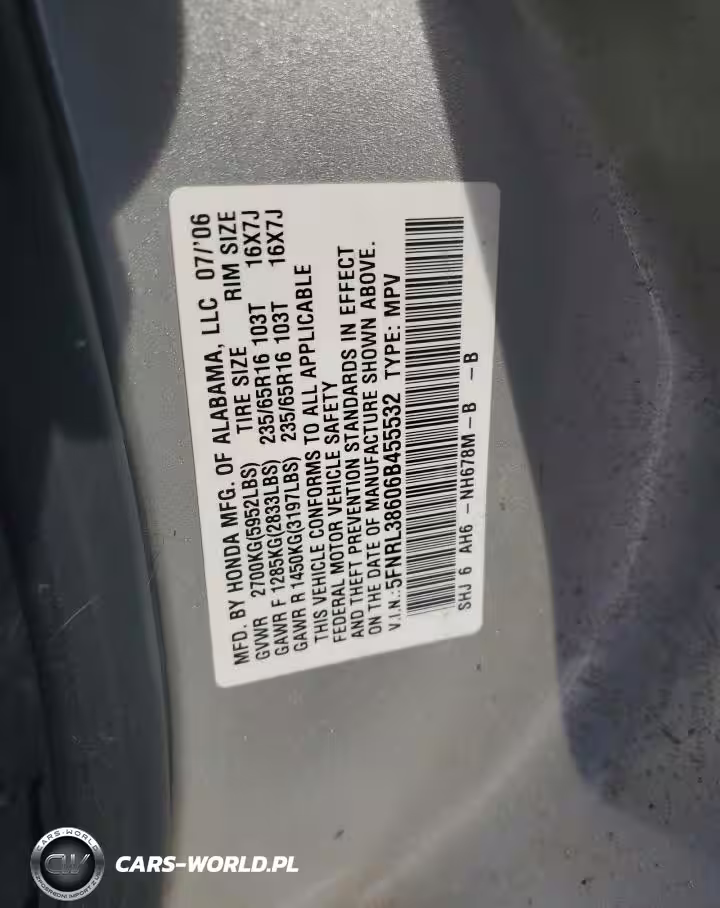 MFD. BY HONDA MFG. OF ALABAMA, LLC 07/'06
TIRE SIZE RIM SIZE
GVWR 2700KG(5952LBS)
GAWR F 1285KG(2833LBS) 235/65R16 103T 16X7J
GAWR R 1450KG(3197LBS) 235/65R16 103T 16X7J
THIS VEHICLE CONFORMS TO ALL APPLICABLE
FEDERAL MOTOR VEHICLE SAFETY
AND THEFT PREVENTION STANDARDS IN EFFECT
ON THE DATE OF MANUFACTURE SHOWN ABOVE.
V.I.N.: 5FNRL38606B455532 TYPE: MPV
SHJ 6 AH6 - NH678M - B - B
CARS-WORLD
CW
CARS-WORLD.PL